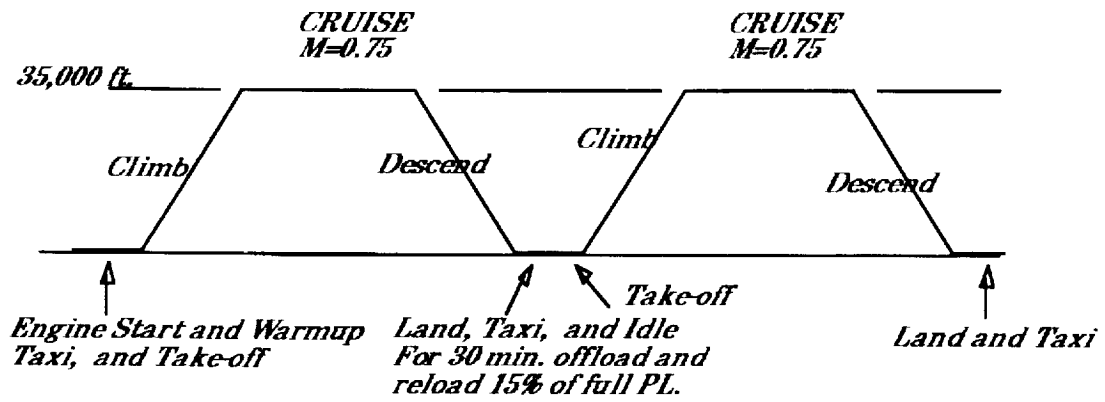 CRUISE
M=0.75
CRUISE
M=0.75
35,000 ft.
Climb
Descend
Climb
Descend
Engine Start and Warmup
Taxi, and Take-off
Land, Taxi, and Idle
For 30 min. offload and
reload 15% of full PL.
Take-off
Land and Taxi